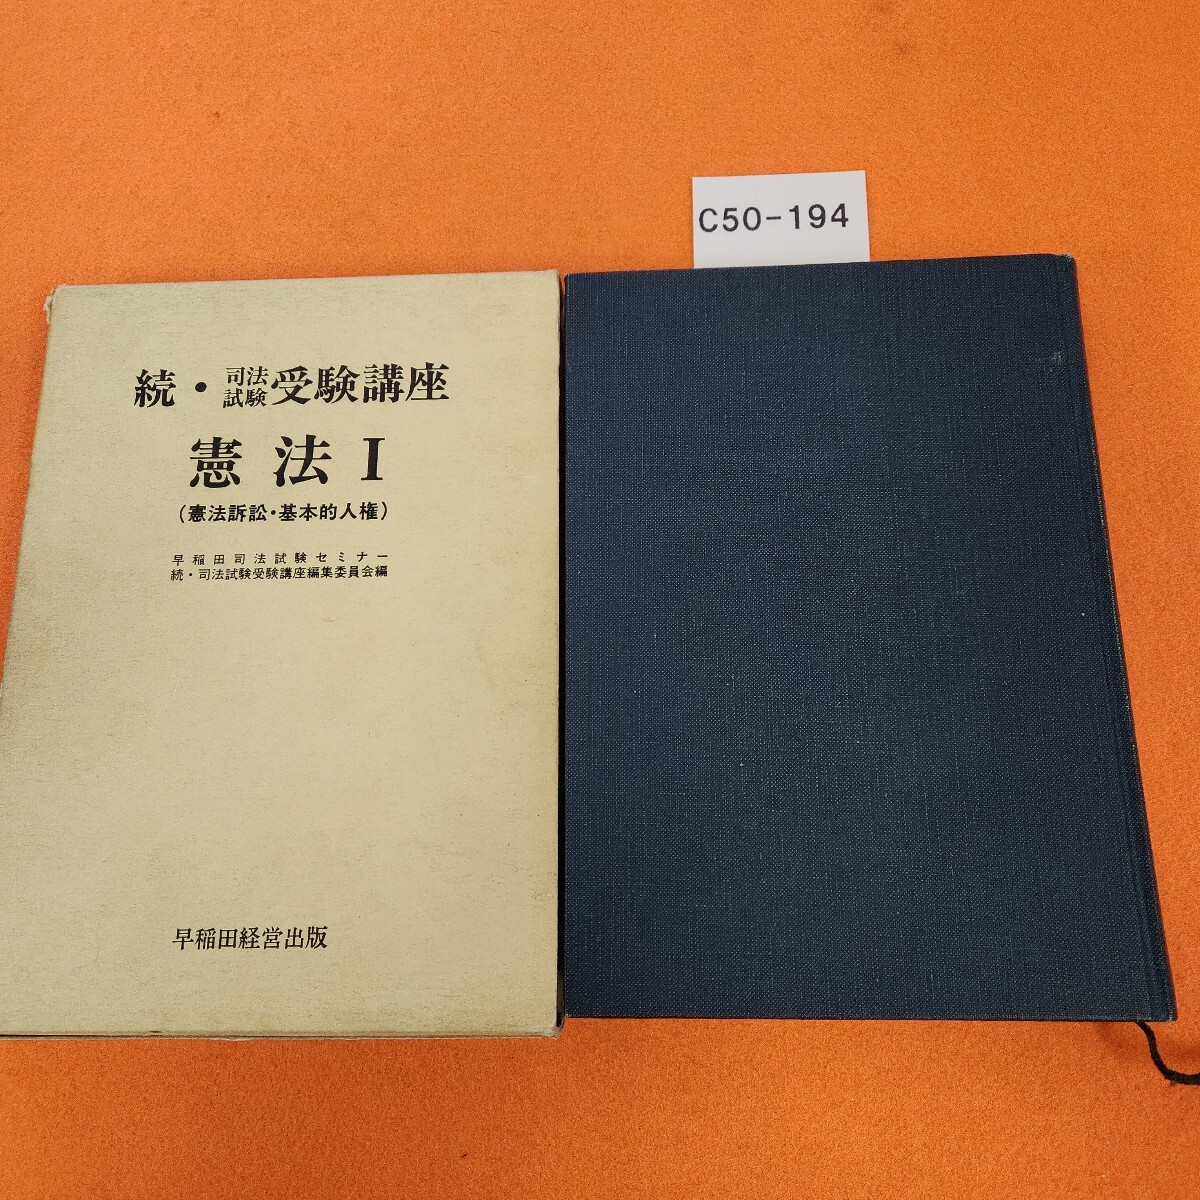 C50-194
続・司法試験受験講座
憲法I
(憲法訴訟・基本的人権)
早稲田司法試験セミナー
続・司法試験受験講座編集委員会編
早稲田経営出版